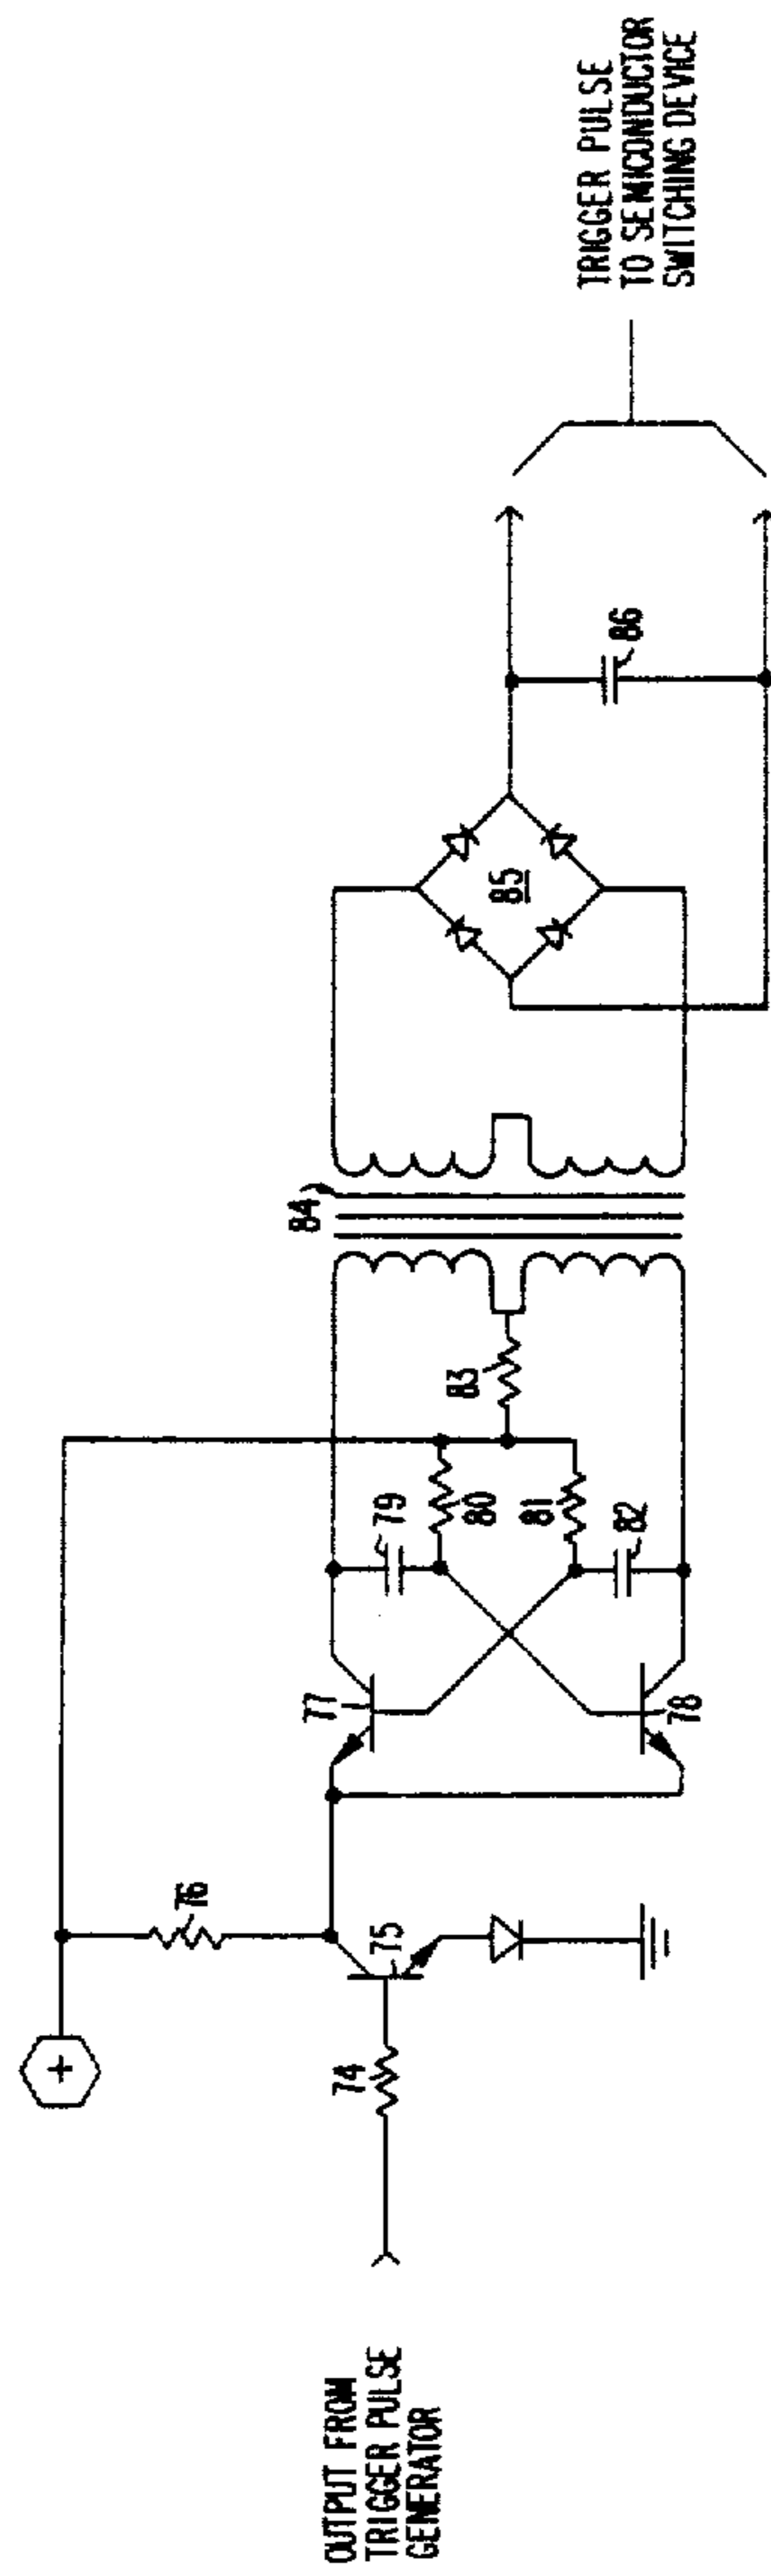 OUTPUT FROM
TRIGGER PULSE
GENERATOR
74
+
76
75
77
78
79
80
81
82
83
84
85
86
TRIGGER PULSE
TO SEMICONDUCTOR
SWITCHING DEVICE